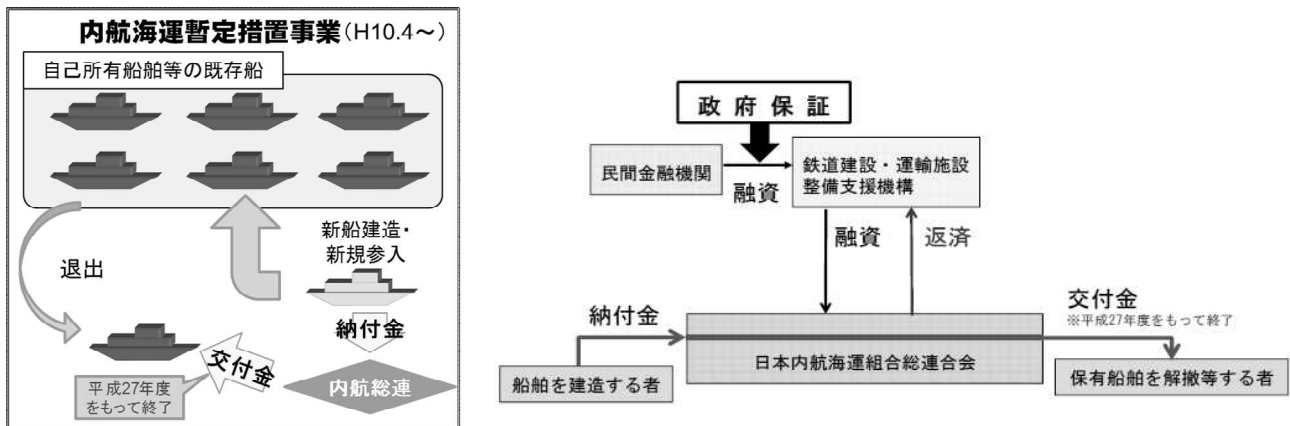 内航海運暫定措置事業(H10.4～)
自己所有船舶等の既存船
退出
新船建造・
新規参入
納付金
交付金
平成27年度
をもって終了
内航総連
政府保証
民間金融機関
融資
鉄道建設・運輸施設
整備支援機構
融資
返済
納付金
交付金
※平成27年度をもって終了
船舶を建造する者
日本内航海運組合総連合会
保有船舶を解撤等する者